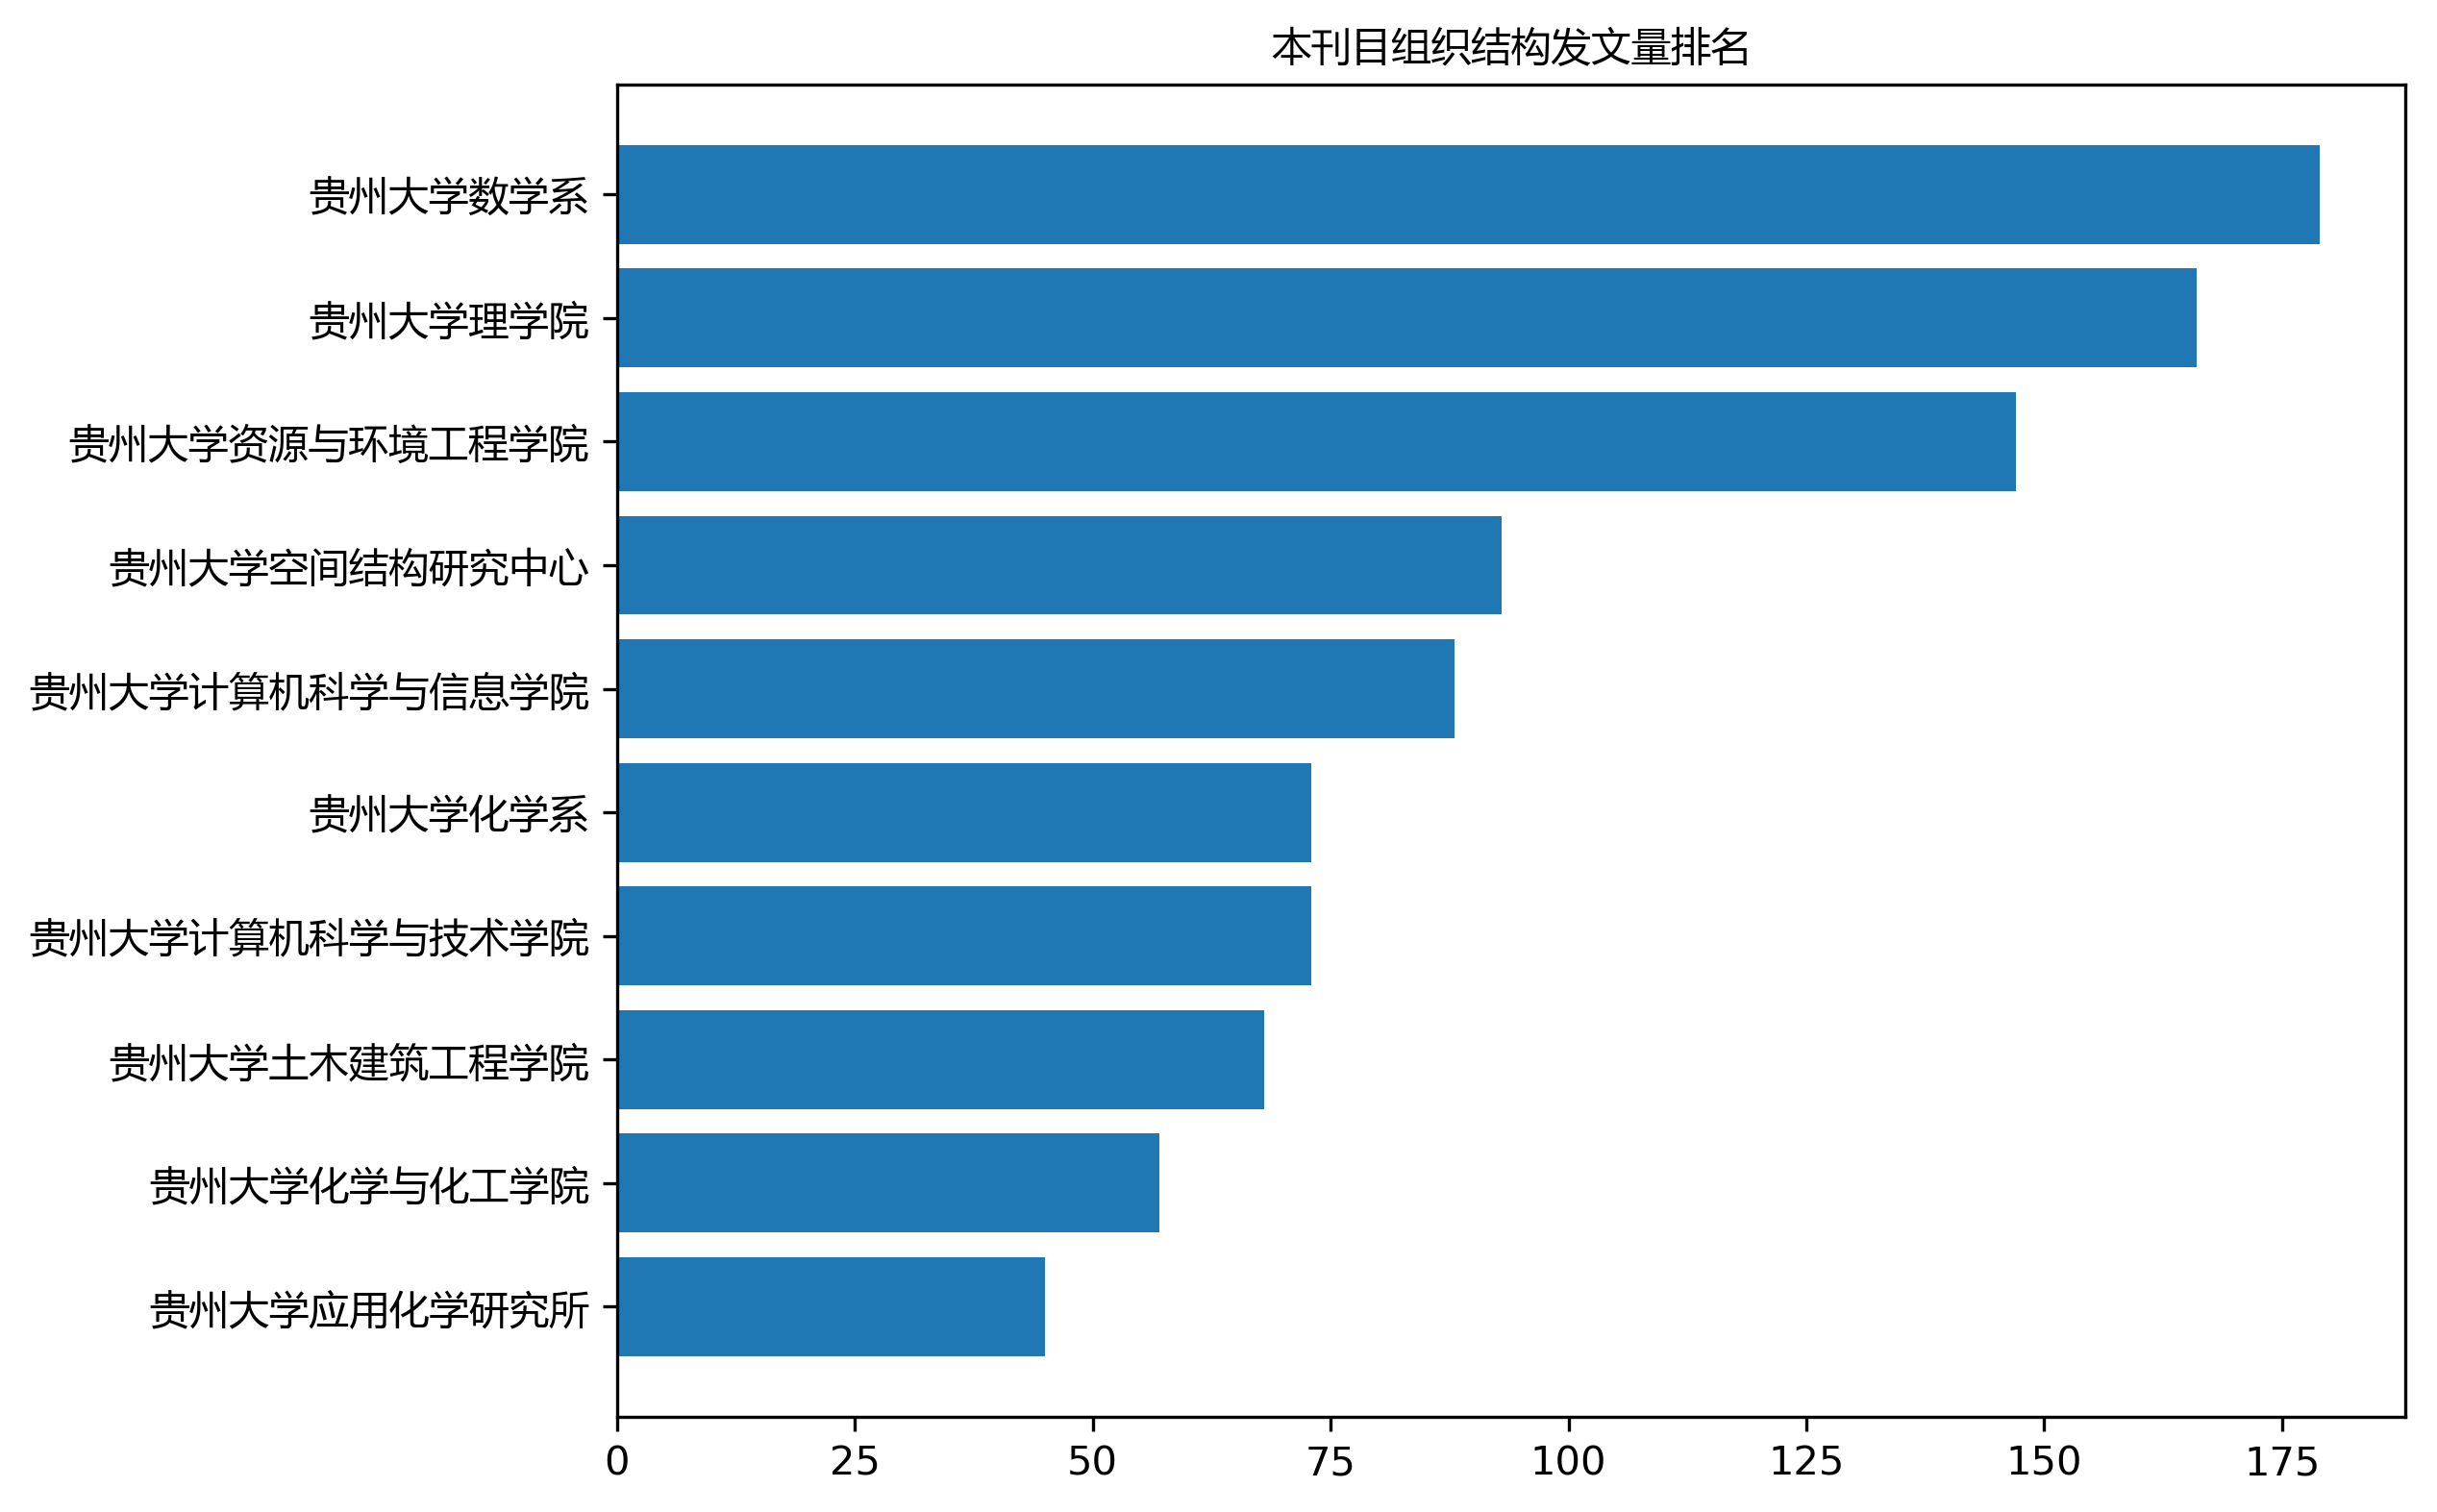 本刊目组织结构发文量排名
贵州大学数学系
贵州大学理学院
贵州大学资源与环境工程学院
贵州大学空间结构研究中心
贵州大学计算机科学与信息学院
贵州大学化学系
贵州大学计算机科学与技术学院
贵州大学土木建筑工程学院
贵州大学化学与化工学院
贵州大学应用化学研究所
0 25 50 75 100 125 150 175